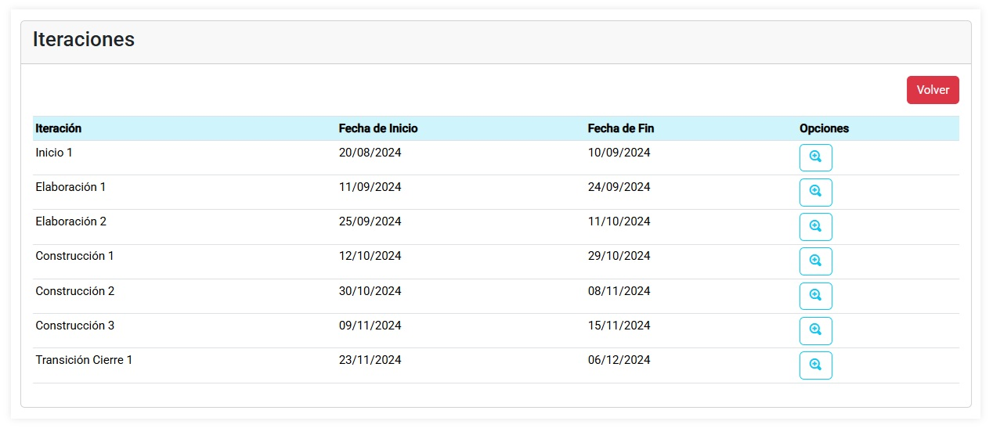 Iteraciones
Volver
Iteración Fecha de Inicio Fecha de Fin Opciones
Inicio 1 20/08/2024 10/09/2024
Elaboración 1 11/09/2024 24/09/2024
Elaboración 2 25/09/2024 11/10/2024
Construcción 1 12/10/2024 29/10/2024
Construcción 2 30/10/2024 08/11/2024
Construcción 3 09/11/2024 15/11/2024
Transición Cierre 1 23/11/2024 06/12/2024